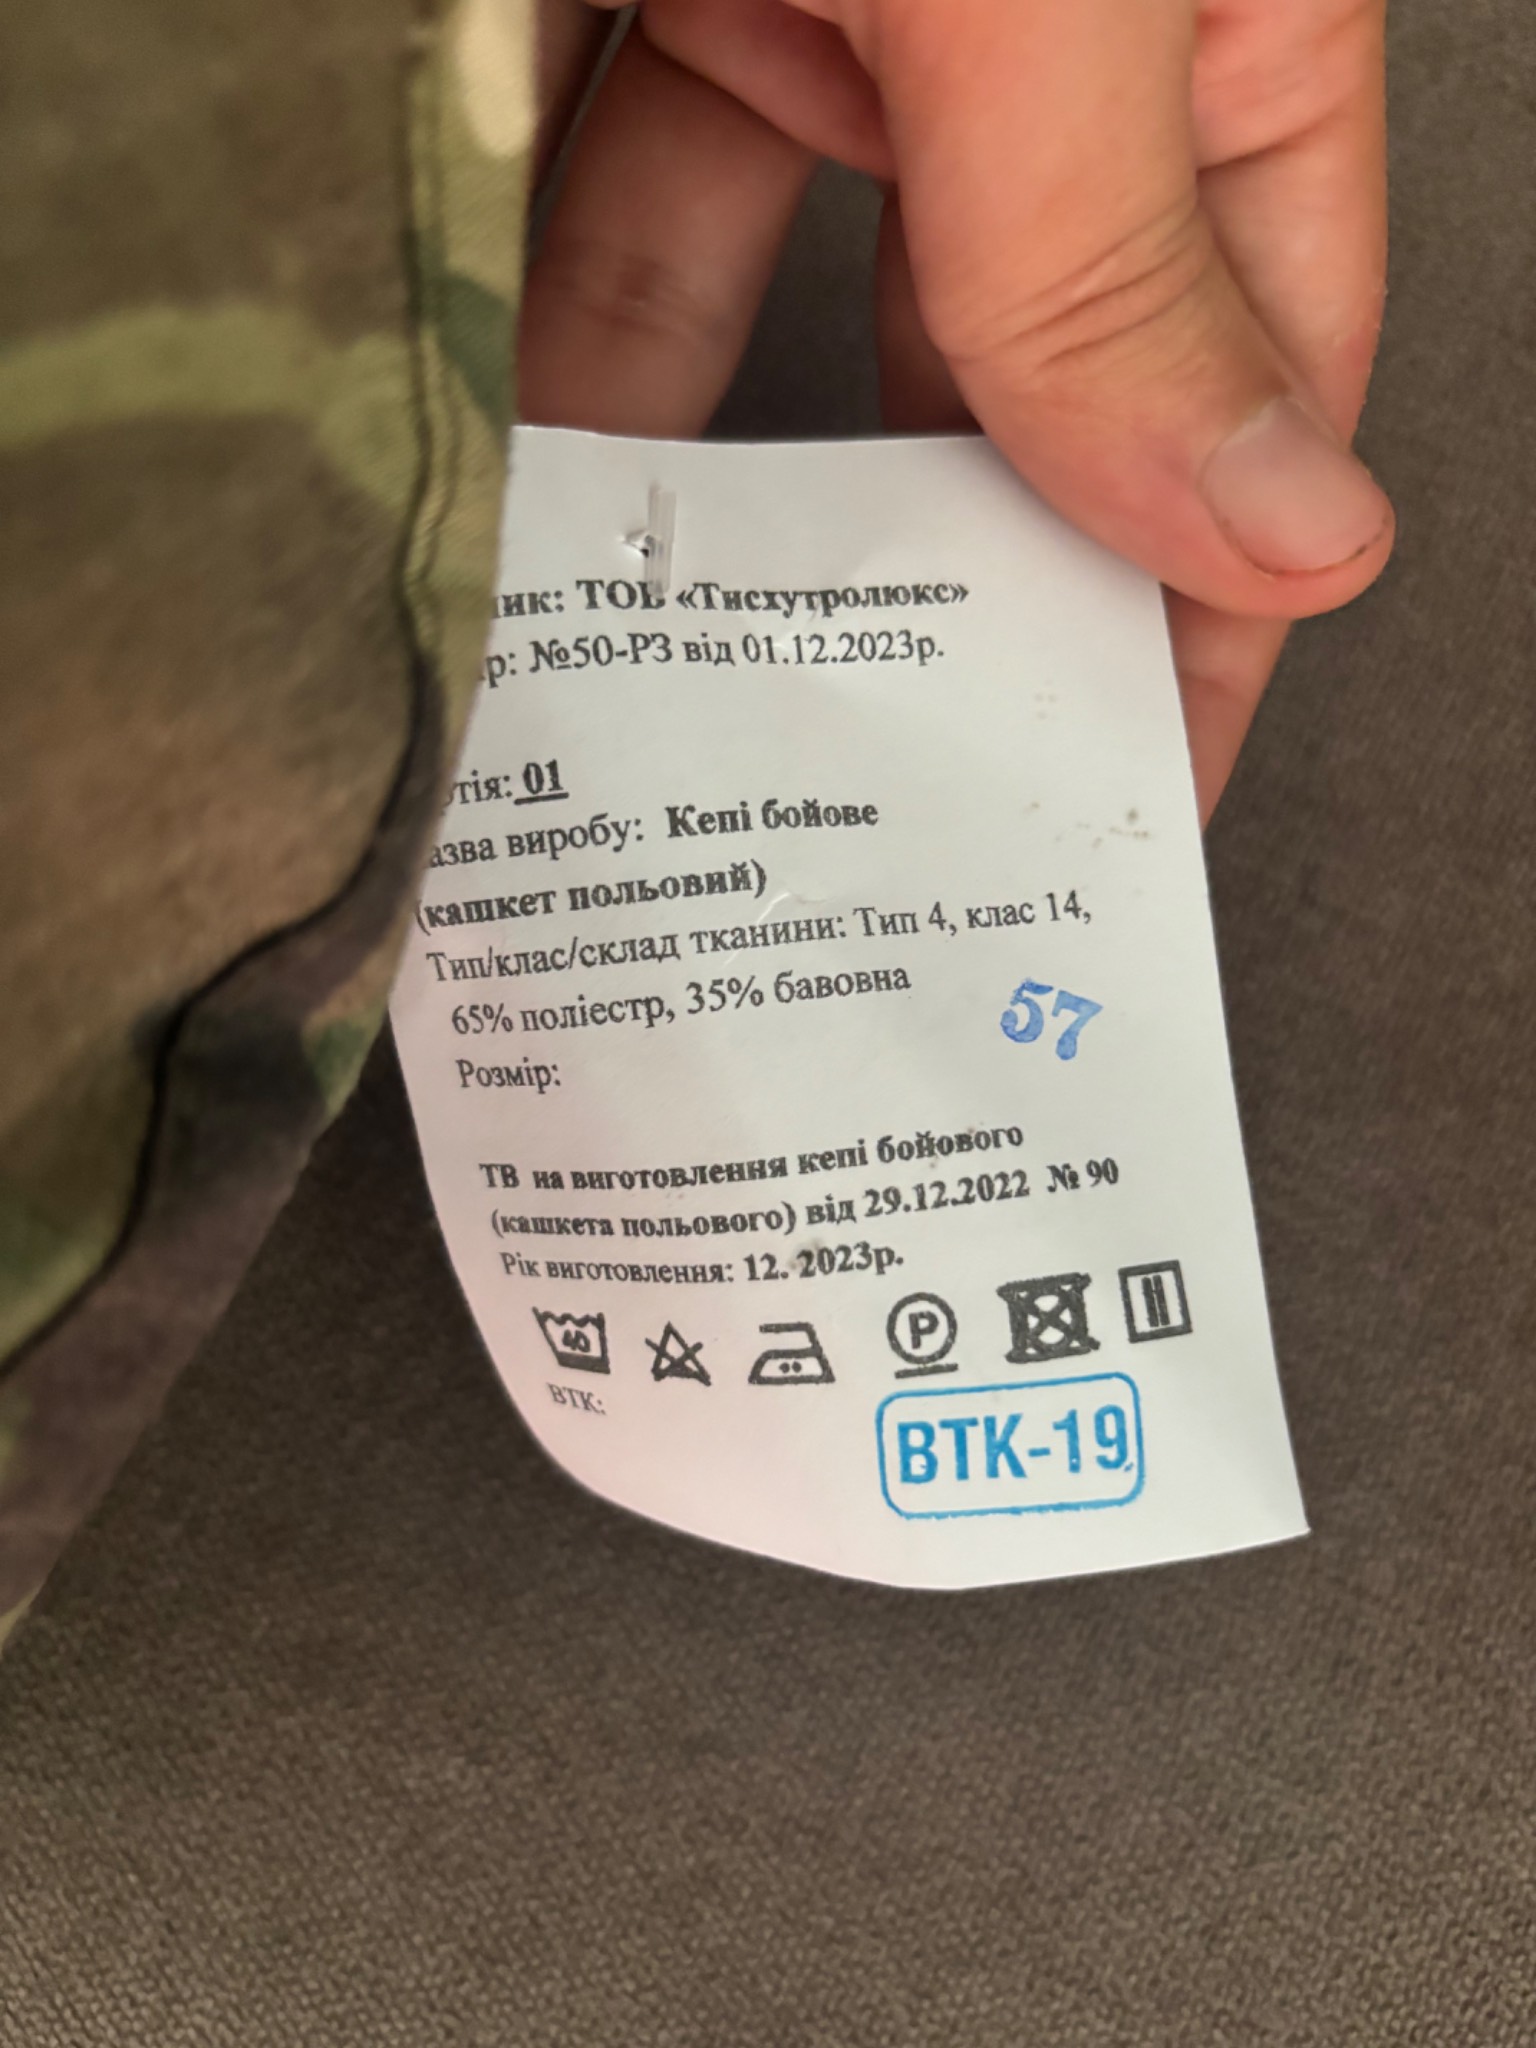 ник: ТОВ «Тисхутролюкс»
р: №50-РЗ від 01.12.2023р.
тія: 01
азва виробу: Кепі бойове
(кашкет польовий)
Тип/клас/склад тканини: Тип 4, клас 14,
65% поліестр, 35% бавовна
57
Розмір:
ТВ на виготовлення кепі бойового
(кашкета польового) від 29.12.2022 № 90
Рік виготовлення: 12. 2023р.
40 P
ВТК:
ВТК-19